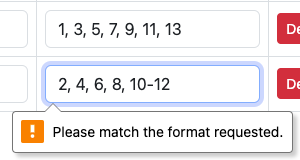 1, 3, 5, 7, 9, 11, 13
De
2, 4, 6, 8, 10-12
De
! Please match the format requested.